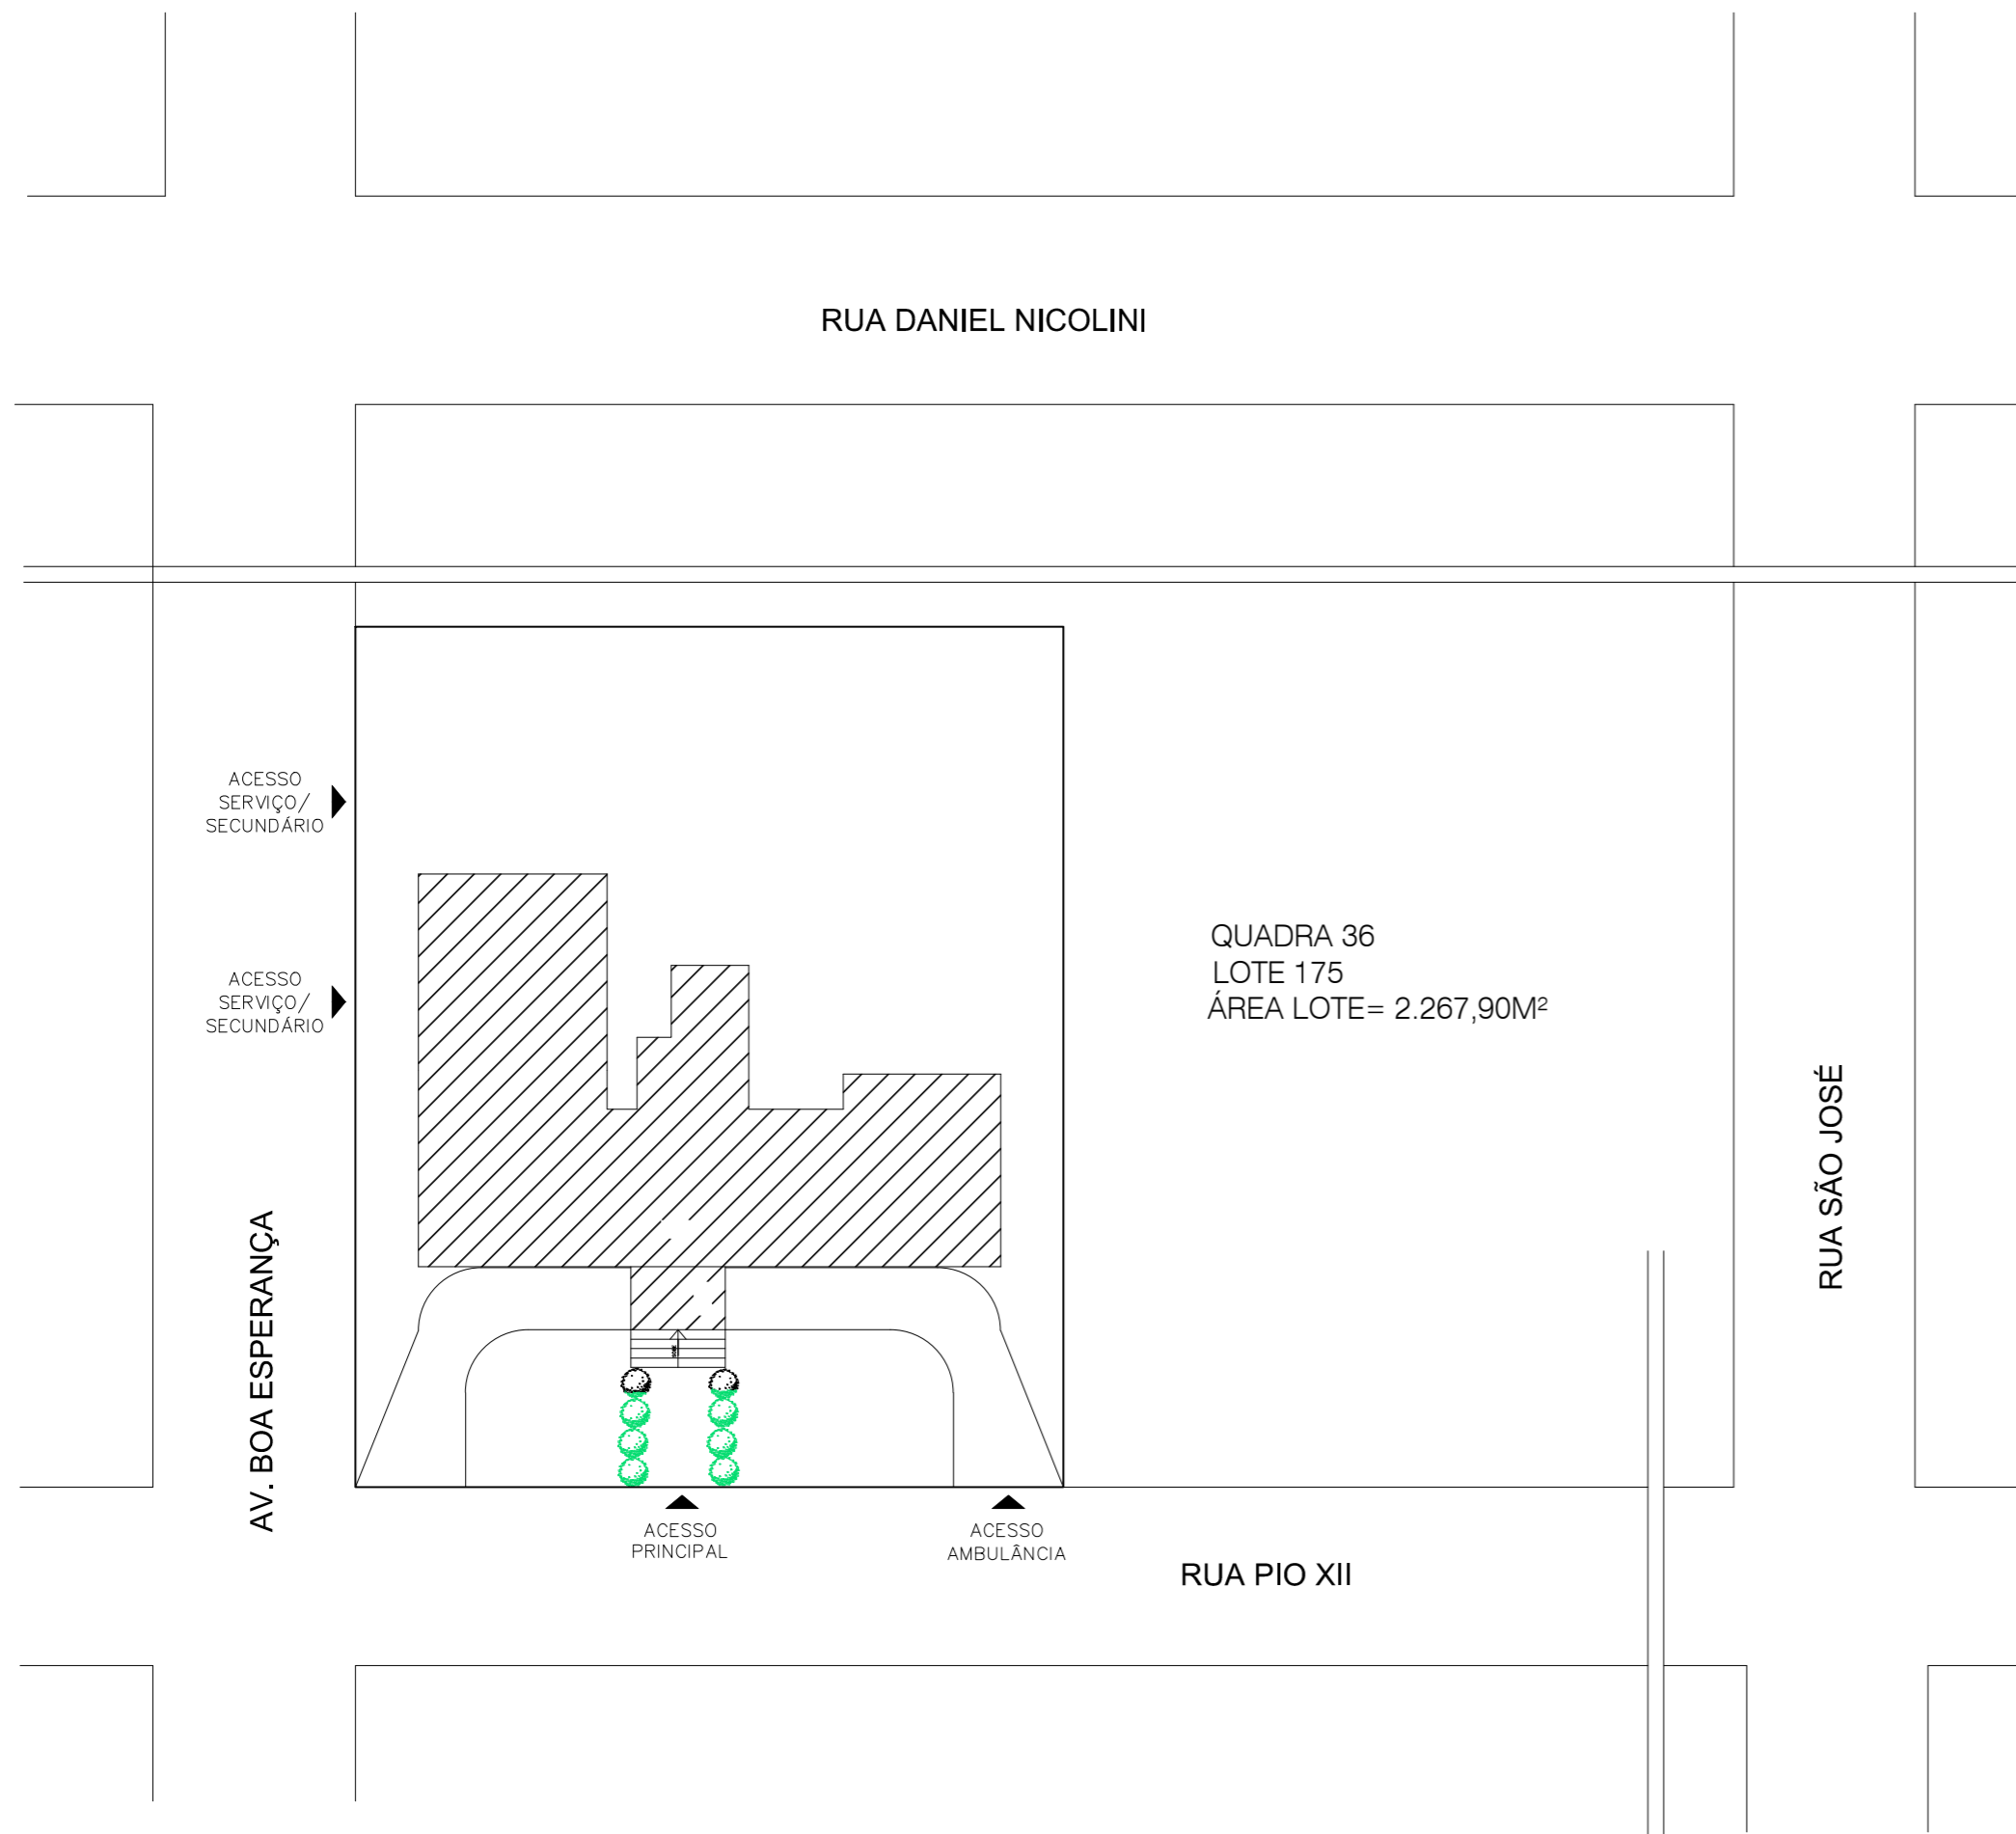 RUA DANIEL NICOLINI
ACESSO
SERVIÇO/
SECUNDÁRIO
QUADRA 36
LOTE 175
ÁREA LOTE= 2.267,90M²
ACESSO
SERVIÇO/
SECUNDÁRIO
RUA SÃO JOSÉ
AV. BOA ESPERANÇA
ACESSO
PRINCIPAL
ACESSO
AMBULÂNCIA
RUA PIO XII